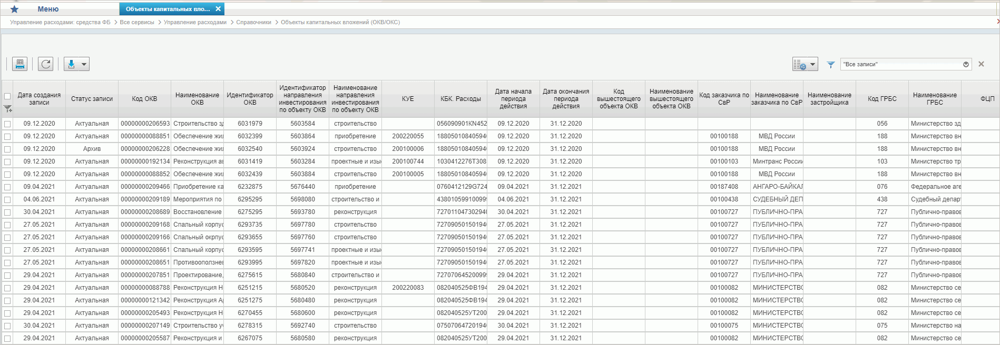 Меню Объекты капитальных вло...
Управление расходами: средства ФБ Все сервисы Управление расходами Справочники Объекты капитальных вложений (ОКВ/ОКС)
"Все записи"
Дата создания записи Статус записи Код ОКВ Наименование ОКВ Идентификатор ОКВ Идентификатор направления инвестирования по объекту ОКВ Наименование направления инвестирования по объекту ОКВ КУЕ КБК. Расходы Дата начала периода действия Дата окончания периода действия Код вышестоящего объекта ОКВ Наименование вышестоящего объекта ОКВ Код заказчика по СвР Наименование заказчика по СвР Наименование застройщика Код ГРБС Наименование ГРБС ФЦП
09.12.2020 Актуальная 00000000206593 Строительство зд 6031979 5603584 строительство 056090901KN452 09.12.2020 31.12.2020 056 Министерство зд
09.12.2020 Актуальная 00000000088851 Обеспечение жил 6032399 5603864 приобретение 200220055 18805010840594 09.12.2020 31.12.2020 00100188 МВД России 188 Министерство вн
09.12.2020 Архив 00000000206228 Обеспечение жил 6032540 5603924 строительство 200100006 18805010840594 09.12.2020 31.12.2020 00100188 МВД России 188 Министерство вн
09.12.2020 Актуальная 00000000192134 Реконструкция ав 6031419 5603284 проектные и изыс 200100744 1030412276Т308 09.12.2020 31.12.2020 00100103 Минтранс России 103 Министерство тр
09.12.2020 Актуальная 00000000088852 Обеспечение жил 6032439 5603884 строительство 200100005 18805010840594 09.12.2020 31.12.2020 00100188 МВД России 188 Министерство вн
09.04.2021 Актуальная 00000000209466 Приобретение ка 6232875 5676440 приобретение 0760412129G724 09.04.2021 31.12.2021 00187408 АНГАРО-БАЙКАЛ 076 Федеральное аге
04.06.2021 Актуальная 00000000209189 Мероприятия по 6295295 5698080 строительство и 43801059910099 04.06.2021 31.12.2021 00100438 СУДЕБНЫЙ ДЕП 438 Судебный департ
30.04.2021 Актуальная 00000000208689 Восстановление 6275295 5693780 реконструкция 72701104730294 30.04.2021 31.12.2021 00100727 ПУБЛИЧНО-ПРА 727 Публично-правов
27.05.2021 Актуальная 00000000209168 Спальный корпус 6293735 5697780 строительство 72709050150194 27.05.2021 31.12.2021 00100727 ПУБЛИЧНО-ПРА 727 Публично-правов
27.05.2021 Актуальная 00000000209166 Спальный окрпус 6293655 5697760 строительство 72709050150194 27.05.2021 31.12.2021 00100727 ПУБЛИЧНО-ПРА 727 Публично-правов
27.05.2021 Актуальная 00000000208661 Спальный корпус 6293595 5697741 проектные и изыс 72709050150194 27.05.2021 31.12.2021 00100727 ПУБЛИЧНО-ПРА 727 Публично-правов
27.05.2021 Актуальная 00000000208651 Противооползнев 6293995 5697820 проектные и изыс 72709050150194 27.05.2021 31.12.2021 00100727 ПУБЛИЧНО-ПРА 727 Публично-правов
29.04.2021 Актуальная 00000000207851 Проектирование, 6275615 5680840 строительство и 72707064520099 29.04.2021 31.12.2021 00100727 ПУБЛИЧНО-ПРА 727 Публично-правов
29.04.2021 Актуальная 00000000088788 Реконструкция Н 6251215 5680520 реконструкция 200220083 082040525ФВ194 29.04.2021 31.12.2021 00100082 МИНИСТЕРСТВО 082 Министерство се
29.04.2021 Актуальная 00000000121342 Реконструкция Ар 6251275 5680480 реконструкция 082040525ФВ194 29.04.2021 31.12.2021 00100082 МИНИСТЕРСТВО 082 Министерство се
29.04.2021 Актуальная 00000000205493 Реконструкция Н 6270455 5680600 реконструкция 082040525УТ200 29.04.2021 31.12.2021 00100082 МИНИСТЕРСТВО 082 Министерство се
30.04.2021 Актуальная 00000000207149 Строительство уч 6278315 5692740 строительство 07507064720194 30.04.2021 31.12.2021 00100075 МИНИСТЕРСТВО 075 Министерство на
29.04.2021 Актуальная 00000000205587 Реконструкция и 6267075 5680580 реконструкция 082040525УТ200 29.04.2021 31.12.2021 00100082 МИНИСТЕРСТВО 082 Министерство се